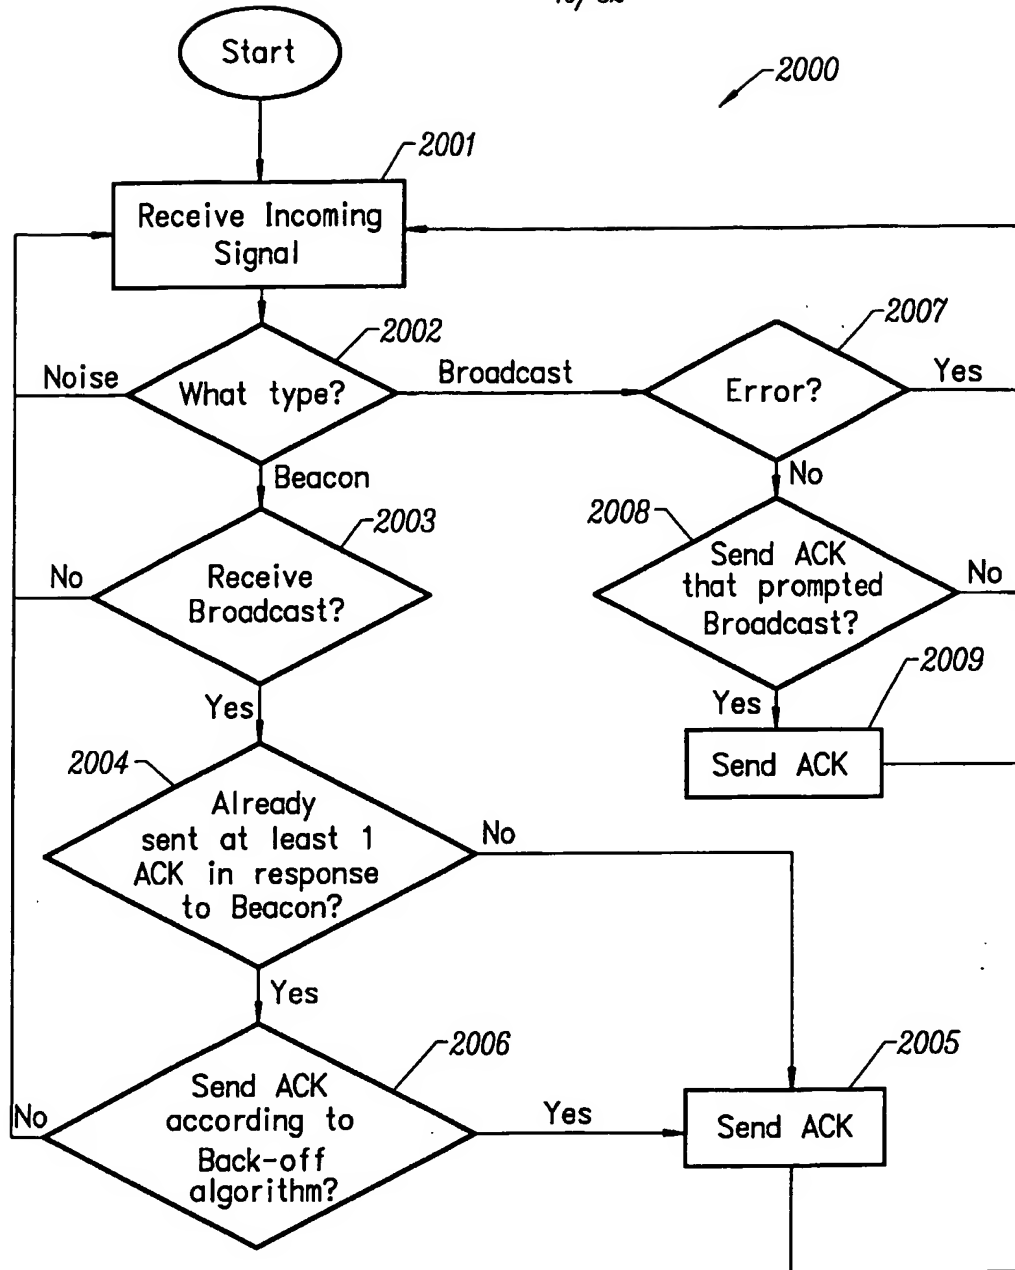 Start
2000
2001
Receive Incoming
Signal
2002
2007
Noise
What type?
Broadcast
Error?
Yes
Beacon
No
2003
2008
Receive
Broadcast?
No
Send ACK
that prompted
Broadcast?
No
2009
Yes
Yes
Send ACK
2004
Already
sent at least 1
ACK in response
to Beacon?
No
Yes
2006
2005
Send ACK
according to
Back-off
algorithm?
No
Yes
Send ACK